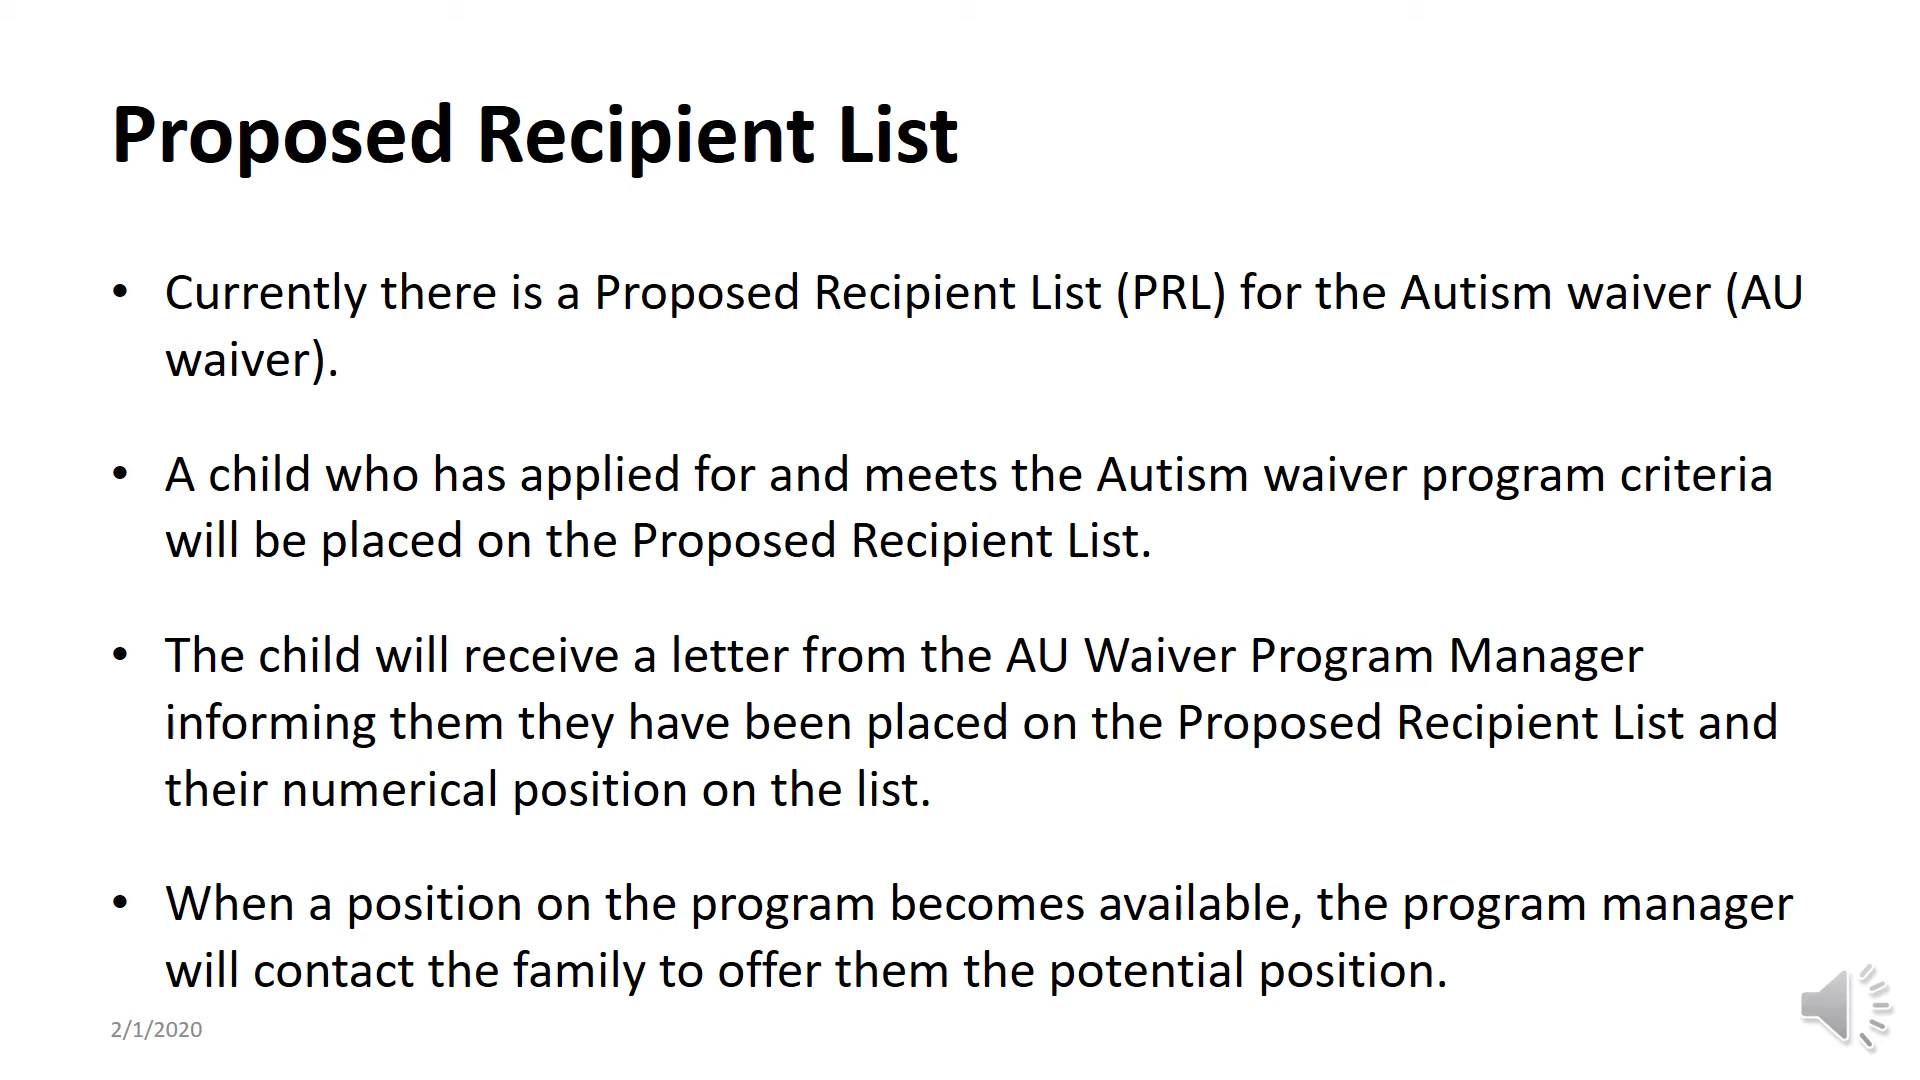 Proposed Recipient List
• Currently there is a Proposed Recipient List (PRL) for the Autism waiver (AU
waiver).
• A child who has applied for and meets the Autism waiver program criteria
will be placed on the Proposed Recipient List.
• The child will receive a letter from the AU Waiver Program Manager
informing them they have been placed on the Proposed Recipient List and
their numerical position on the list.
• When a position on the program becomes available, the program manager
will contact the family to offer them the potential position.
2/1/2020